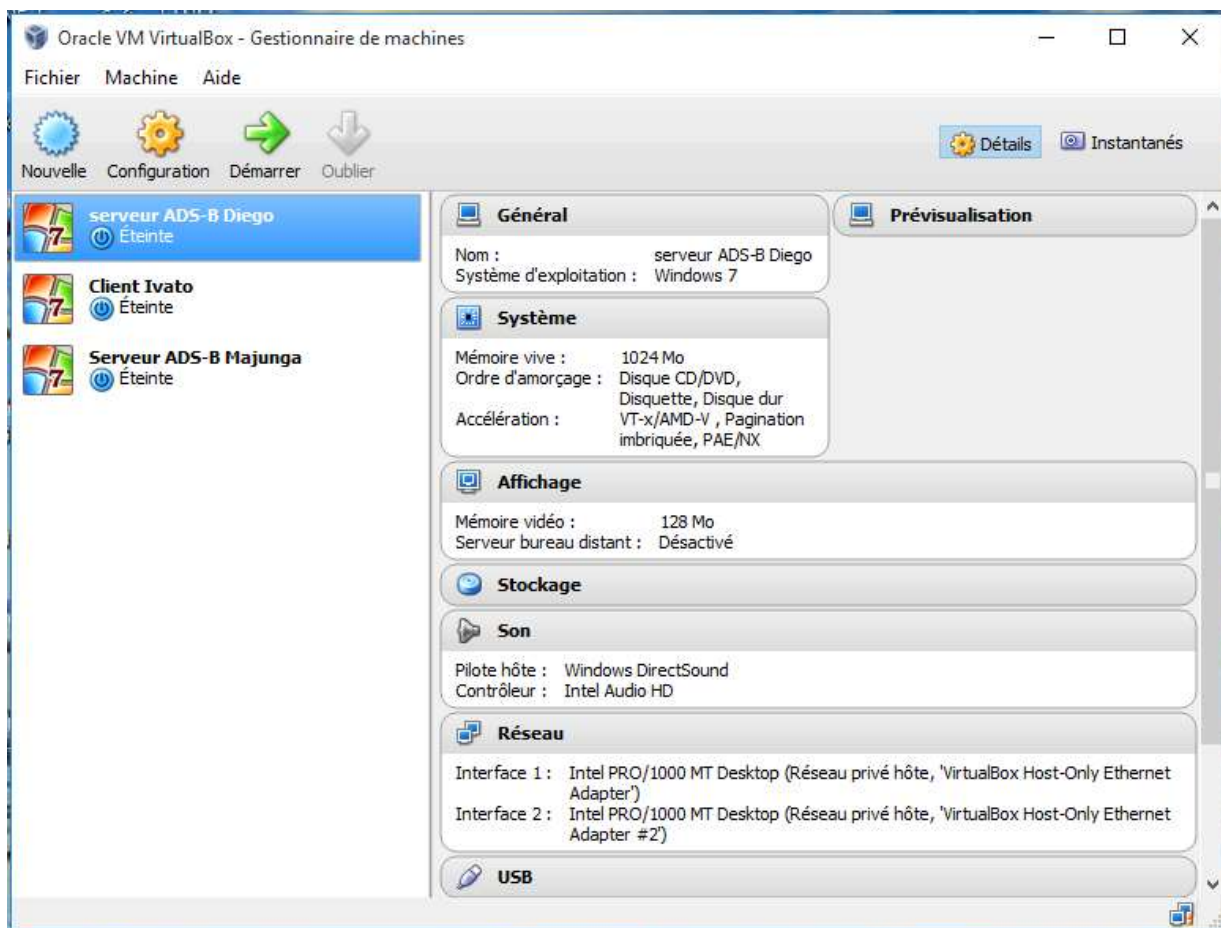 Oracle VM VirtualBox - Gestionnaire de machines
Fichier Machine Aide
Nouvelle Configuration Démarrer Oublier
Détails Instantanés
serveur ADS-B Diego
Éteinte
Client Ivato
Éteinte
Serveur ADS-B Majunga
Éteinte
Général
Nom : serveur ADS-B Diego
Système d'exploitation : Windows 7
Prévisualisation
Système
Mémoire vive : 1024 Mo
Ordre d'amorçage : Disque CD/DVD,
Disquette, Disque dur
Accélération : VT-x/AMD-V , Pagination
imbriquée, PAE/NX
Affichage
Mémoire vidéo : 128 Mo
Serveur bureau distant : Désactivé
Stockage
Son
Pilote hôte : Windows DirectSound
Contrôleur : Intel Audio HD
Réseau
Interface 1 : Intel PRO/1000 MT Desktop (Réseau privé hôte, 'VirtualBox Host-Only Ethernet
Adapter')
Interface 2 : Intel PRO/1000 MT Desktop (Réseau privé hôte, 'VirtualBox Host-Only Ethernet
Adapter #2')
USB